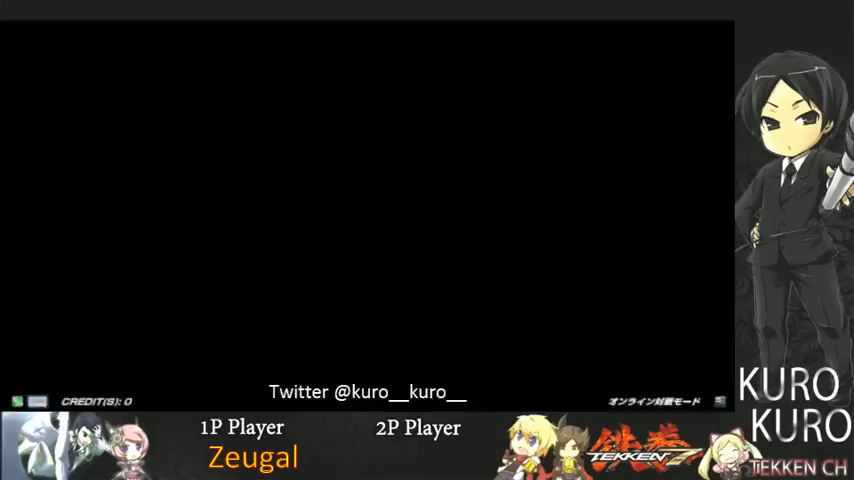 Twitter @kuro__kuro__
CREDIT(S): 0
オンライン対戦モード
KURO
KURO
TEKKEN CH
1P Player
2P Player
Zeugal
鉄拳
TEKKEN 7